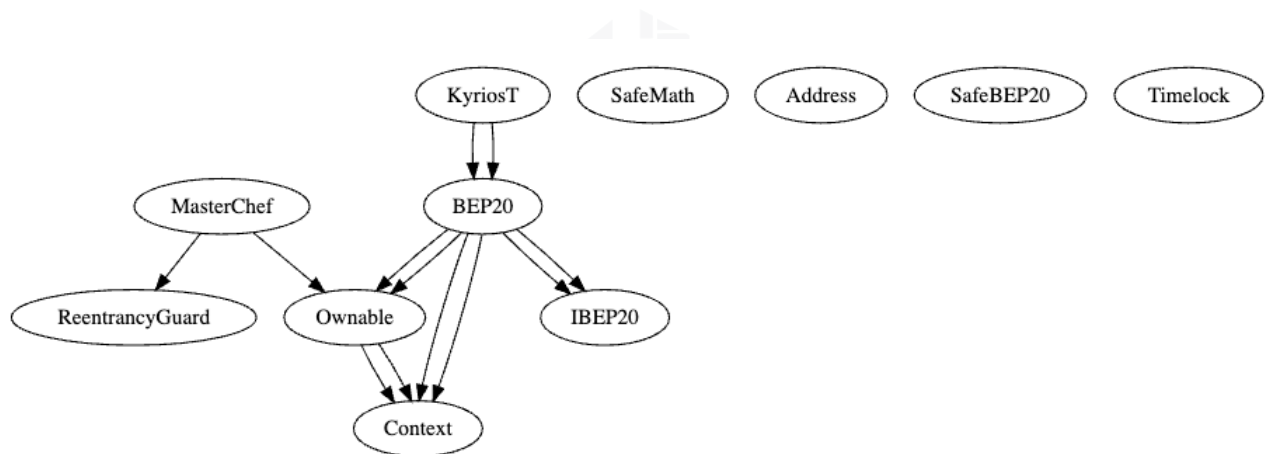 KyriosT
SafeMath
Address
SafeBEP20
Timelock
MasterChef
BEP20
ReentrancyGuard
Ownable
IBEP20
Context